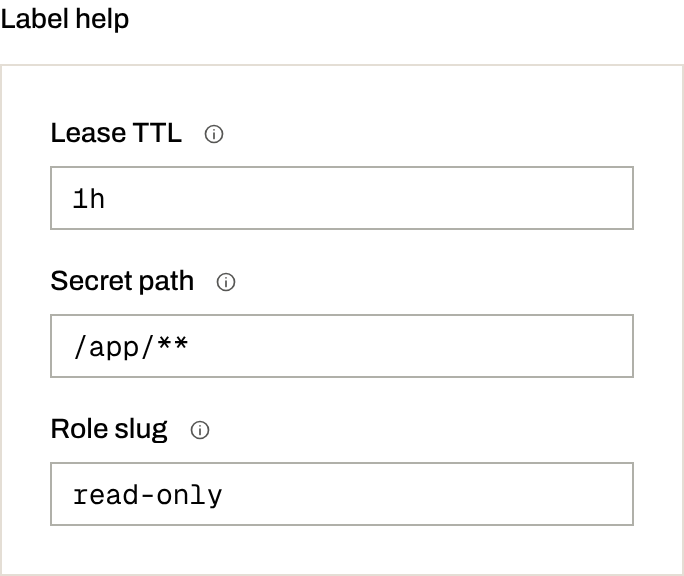 Label help
Lease TTL
1h
Secret path
/app/**
Role slug
read-only